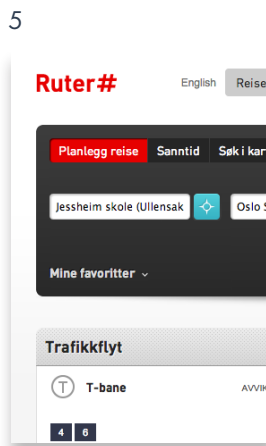 5
Ruter#
English Reise
Planlegg reise Sanntid Søk i kar
Jessheim skole (Ullensak Oslo S
Mine favoritter
Trafikkflyt
T T-bane AVVIK
4 6